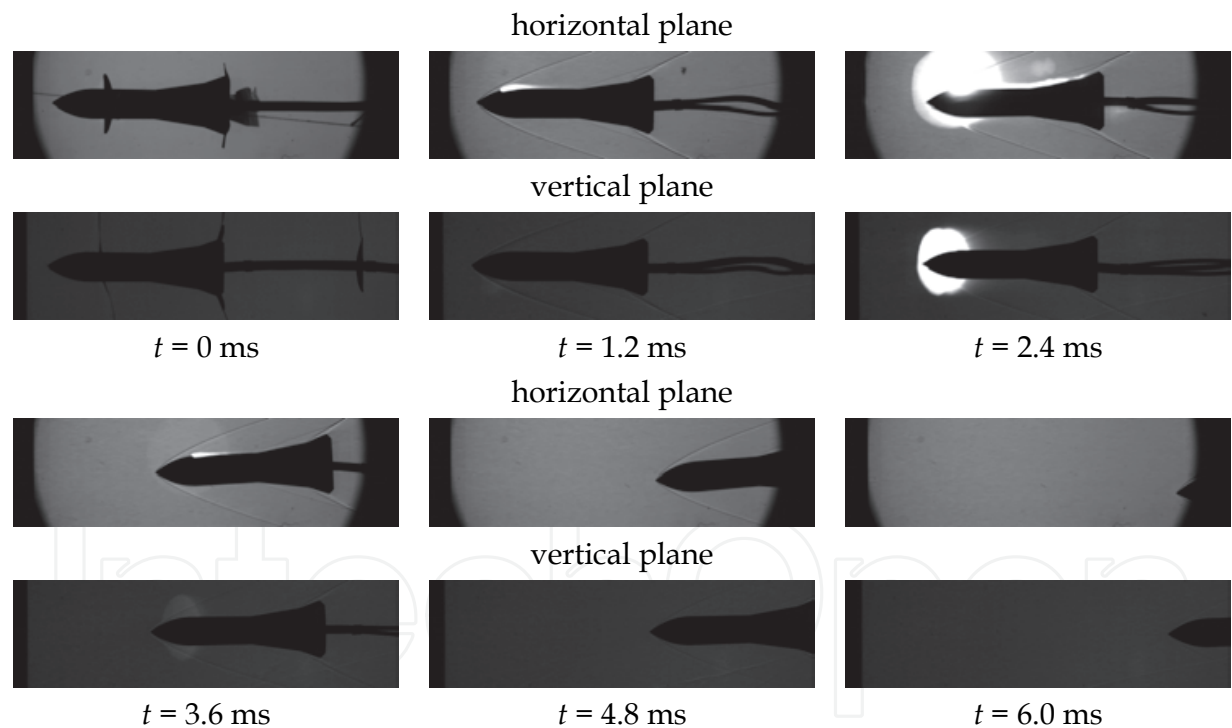 horizontal plane
vertical plane
t = 0 ms
t = 1.2 ms
t = 2.4 ms
horizontal plane
vertical plane
IntechOpen
t = 3.6 ms
t = 4.8 ms
t = 6.0 ms